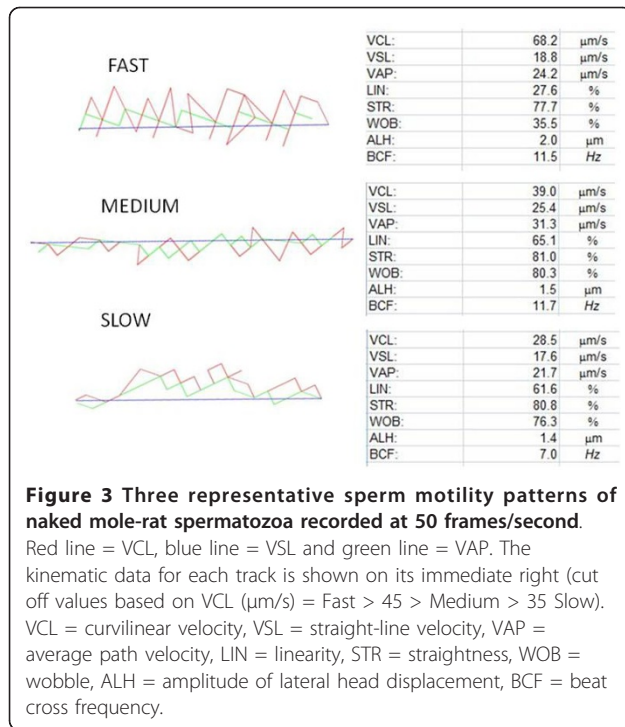 FAST
VCL: 68.2 μm/s
VSL: 18.8 μm/s
VAP: 24.2 μm/s
LIN: 27.6 %
STR: 77.7 %
WOB: 35.5 %
ALH: 2.0 μm
BCF: 11.5 Hz
MEDIUM
VCL: 39.0 μm/s
VSL: 25.4 μm/s
VAP: 31.3 μm/s
LIN: 65.1 %
STR: 81.0 %
WOB: 80.3 %
ALH: 1.5 μm
BCF: 11.7 Hz
SLOW
VCL: 28.5 μm/s
VSL: 17.6 μm/s
VAP: 21.7 μm/s
LIN: 61.6 %
STR: 80.8 %
WOB: 76.3 %
ALH: 1.4 μm
BCF: 7.0 Hz
Figure 3 Three representative sperm motility patterns of
naked mole-rat spermatozoa recorded at 50 frames/second.
Red line = VCL, blue line = VSL and green line = VAP. The
kinematic data for each track is shown on its immediate right (cut
off values based on VCL (μm/s) = Fast > 45 > Medium > 35 Slow).
VCL = curvilinear velocity, VSL = straight-line velocity, VAP =
average path velocity, LIN = linearity, STR = straightness, WOB =
wobble, ALH = amplitude of lateral head displacement, BCF = beat
cross frequency.